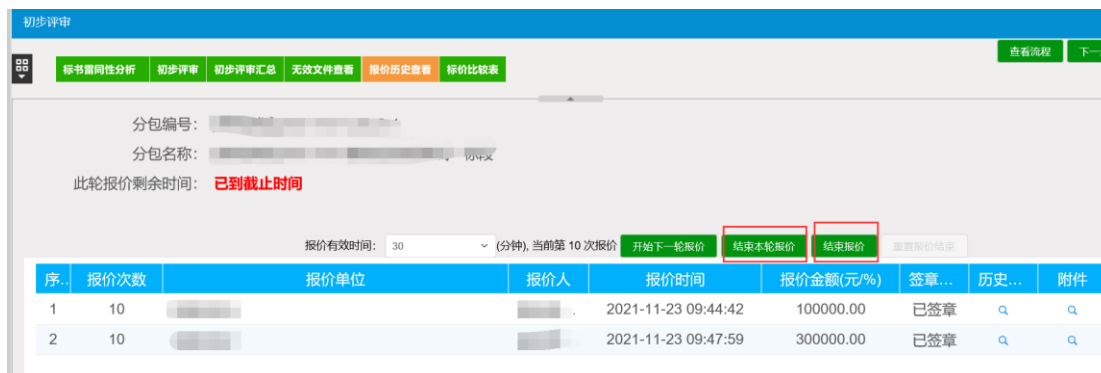 初步评审
查看流程 下一
标书雷同性分析 初步评审 初步评审汇总 无效文件查看 报价历史查看 标价比较表
分包编号：
分包名称： 标段
此轮报价剩余时间： 已到截止时间
报价有效时间： 30 (分钟), 当前第 10 次报价 开始下一轮报价 结束本轮报价 结束报价 重置报价结束
序.. 报价次数 报价单位 报价人 报价时间 报价金额(元/%) 签章... 历史... 附件
1 10 2021-11-23 09:44:42 100000.00 已签章
2 10 2021-11-23 09:47:59 300000.00 已签章